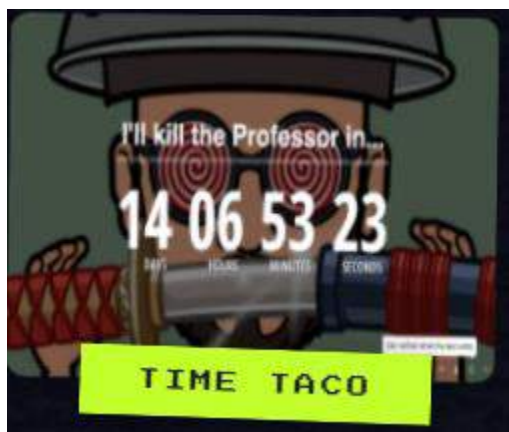 I'll kill the Professor in...
14 06 53 23
DAYS HOURS MINUTES SECONDS
TIME TACO